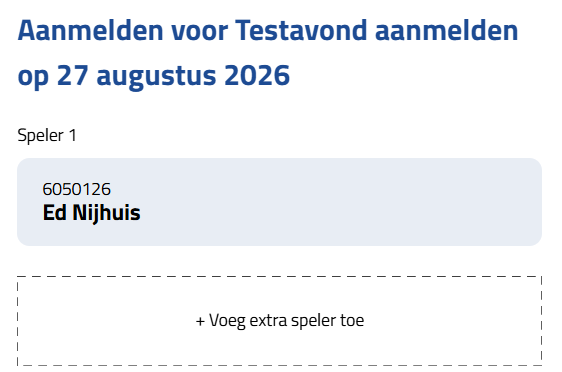 Aanmelden voor Testavond aanmelden
op 27 augustus 2026
Speler 1
6050126
Ed Nijhuis
+ Voeg extra speler toe